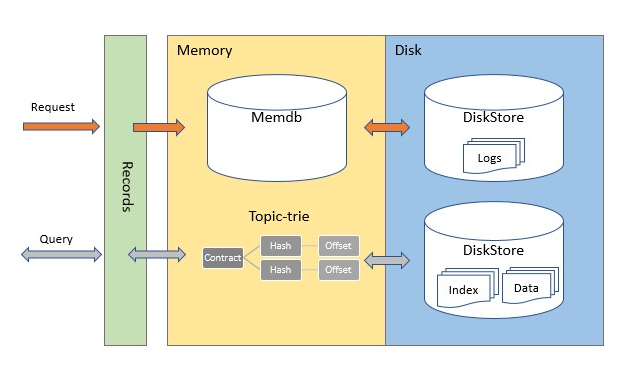 Memory
Disk
Request
Memdb
DiskStore
Logs
Records
Topic-trie
Query
Contract
Hash
Offset
Hash
Offset
DiskStore
Index
Data